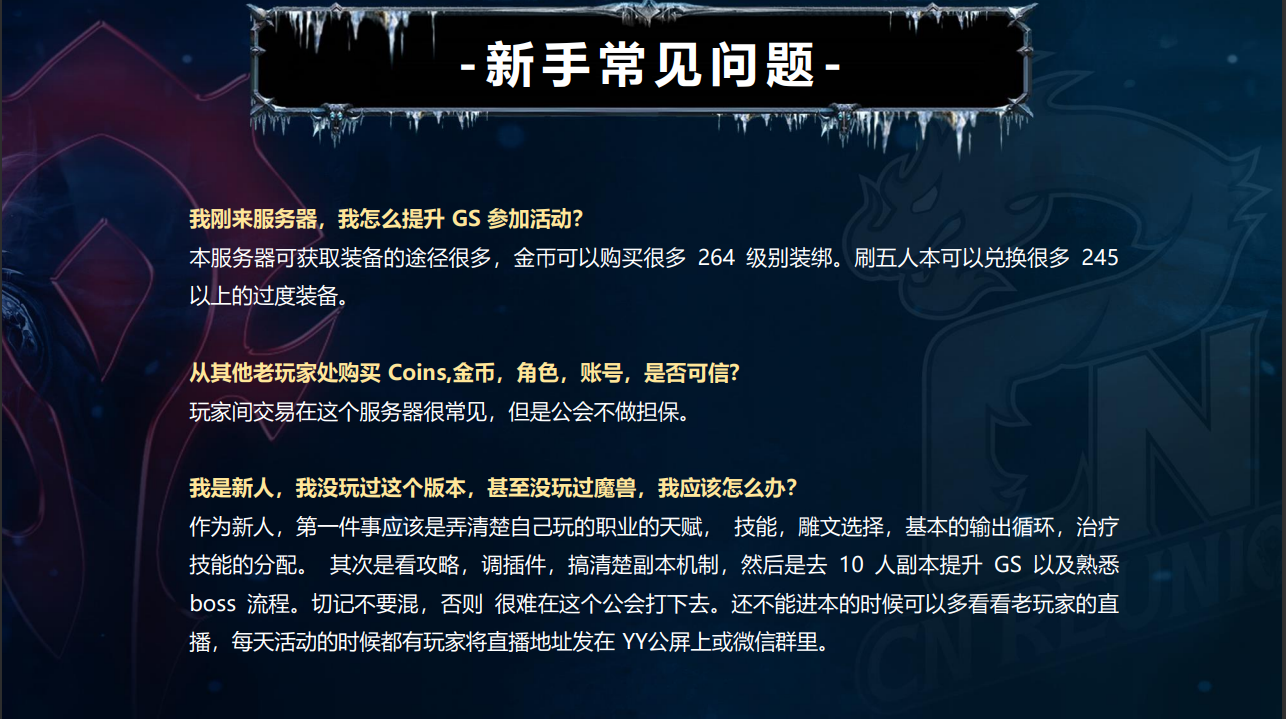 -新手常见问题-
我刚来服务器，我怎么提升 GS 参加活动？
本服务器可获取装备的途径很多，金币可以购买很多 264 级别装绑。刷五人本可以兑换很多 245
以上的过度装备。
从其他老玩家处购买 Coins,金币，角色，账号，是否可信？
玩家间交易在这个服务器很常见，但是公会不做担保。
我是新人，我没玩过这个版本，甚至没玩过魔兽，我应该怎么办？
作为新人，第一件事应该是弄清楚自己玩的职业的天赋， 技能，雕文选择，基本的输出循环，治疗
技能的分配。 其次是看攻略，调插件，搞清楚副本机制，然后是去 10 人副本提升 GS 以及熟悉
boss 流程。切记不要混，否则 很难在这个公会打下去。还不能进本的时候可以多看看老玩家的直
播，每天活动的时候都有玩家将直播地址发在 YY公屏上或微信群里。
CN
CN REUNIO